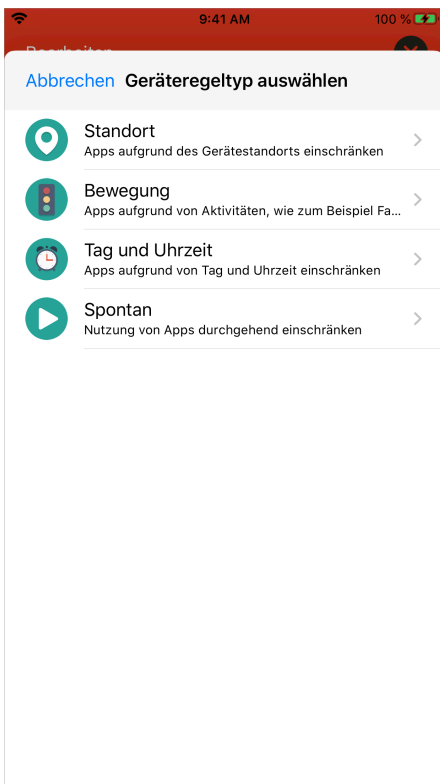 9:41 AM 100 %
Bearbeiten
Abbrechen Geräteregeltyp auswählen
Standort
Apps aufgrund des Gerätestandorts einschränken
Bewegung
Apps aufgrund von Aktivitäten, wie zum Beispiel Fa...
Tag und Uhrzeit
Apps aufgrund von Tag und Uhrzeit einschränken
Spontan
Nutzung von Apps durchgehend einschränken